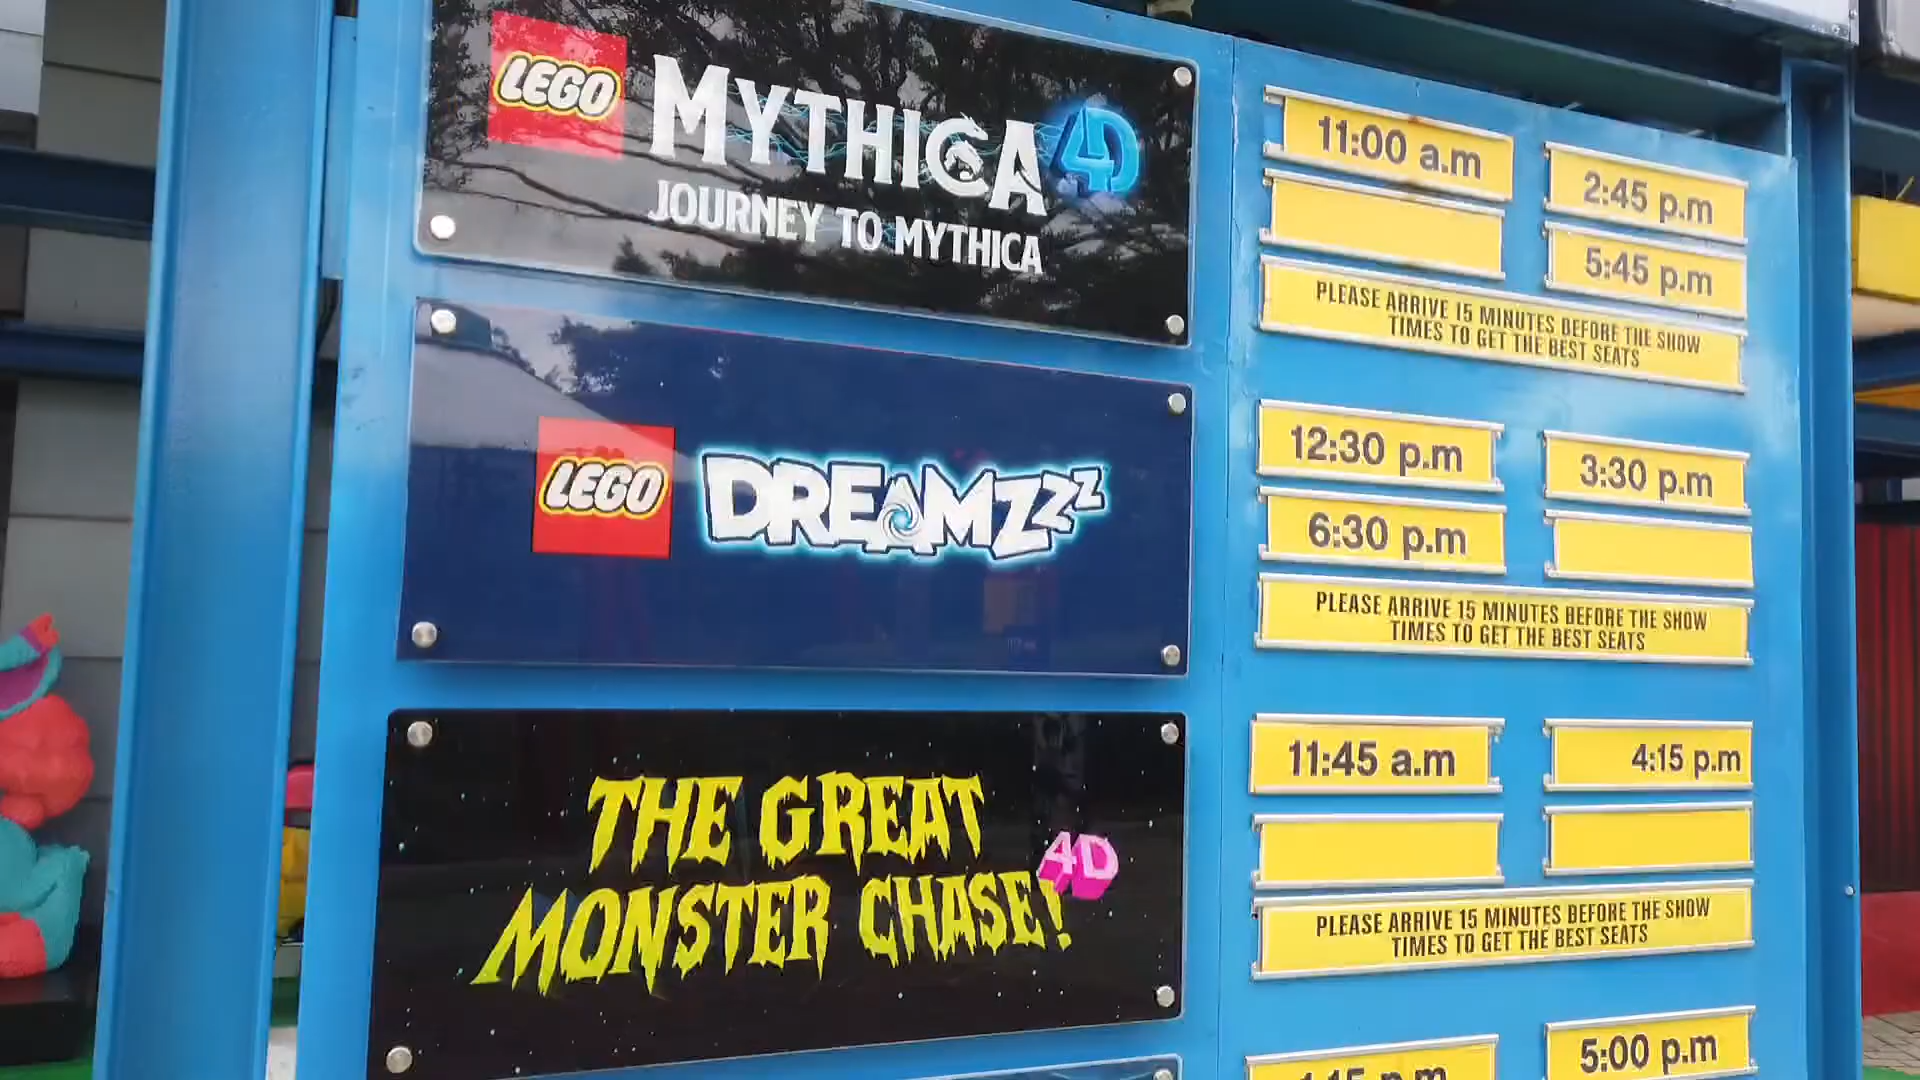 LEGO MYTHICA 4D
JOURNEY TO MYTHICA
11:00 a.m
2:45 p.m
5:45 p.m
PLEASE ARRIVE 15 MINUTES BEFORE THE SHOW
TIMES TO GET THE BEST SEATS
LEGO DREAMZZZ
12:30 p.m
3:30 p.m
6:30 p.m
PLEASE ARRIVE 15 MINUTES BEFORE THE SHOW
TIMES TO GET THE BEST SEATS
THE GREAT
MONSTER CHASE! 4D
11:45 a.m
4:15 p.m
PLEASE ARRIVE 15 MINUTES BEFORE THE SHOW
TIMES TO GET THE BEST SEATS
5:00 p.m